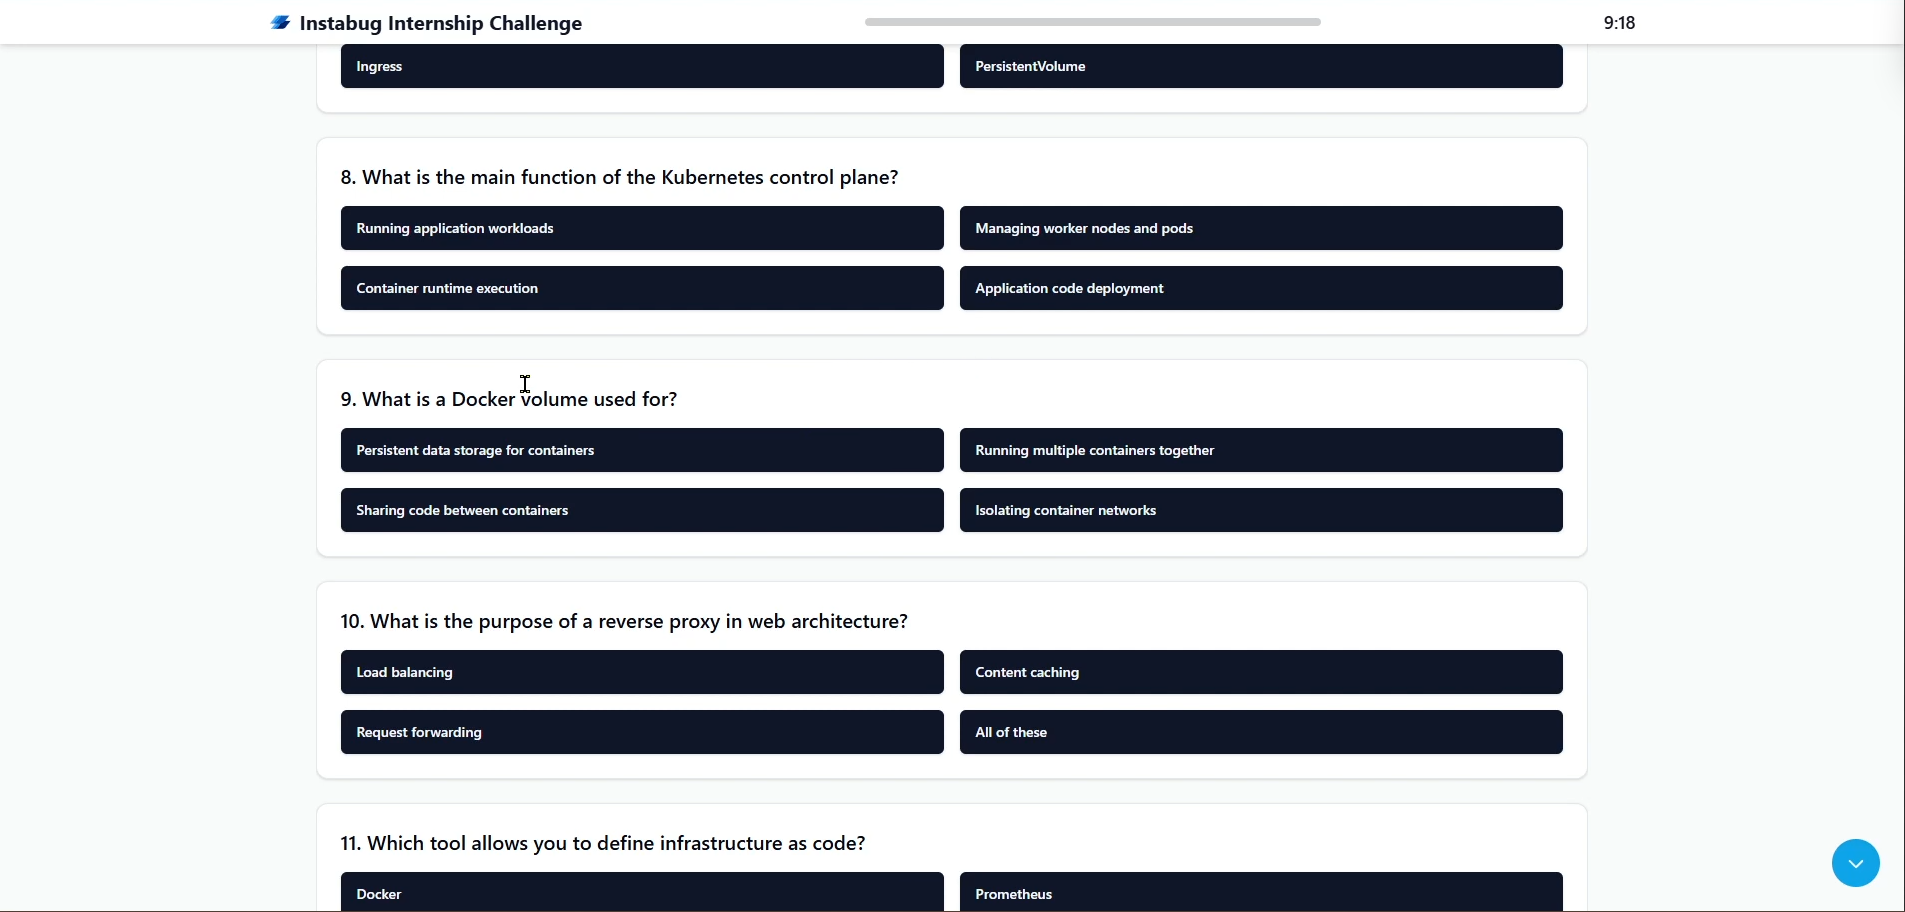 Instabug Internship Challenge
9:18
Ingress
PersistentVolume
8. What is the main function of the Kubernetes control plane?
Running application workloads
Managing worker nodes and pods
Container runtime execution
Application code deployment
9. What is a Docker volume used for?
Persistent data storage for containers
Running multiple containers together
Sharing code between containers
Isolating container networks
10. What is the purpose of a reverse proxy in web architecture?
Load balancing
Content caching
Request forwarding
All of these
11. Which tool allows you to define infrastructure as code?
Docker
Prometheus